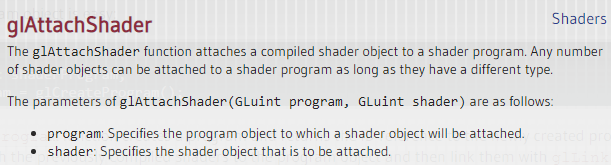 glAttachShader
Shaders
The glAttachShader function attaches a compiled shader object to a shader program. Any number
of shader objects can be attached to a shader program as long as they have a different type.
The parameters of glAttachShader(GLuint program, GLuint shader) are as follows:
• program: Specifies the program object to which a shader object will be attached.
• shader: Specifies the shader object that is to be attached.